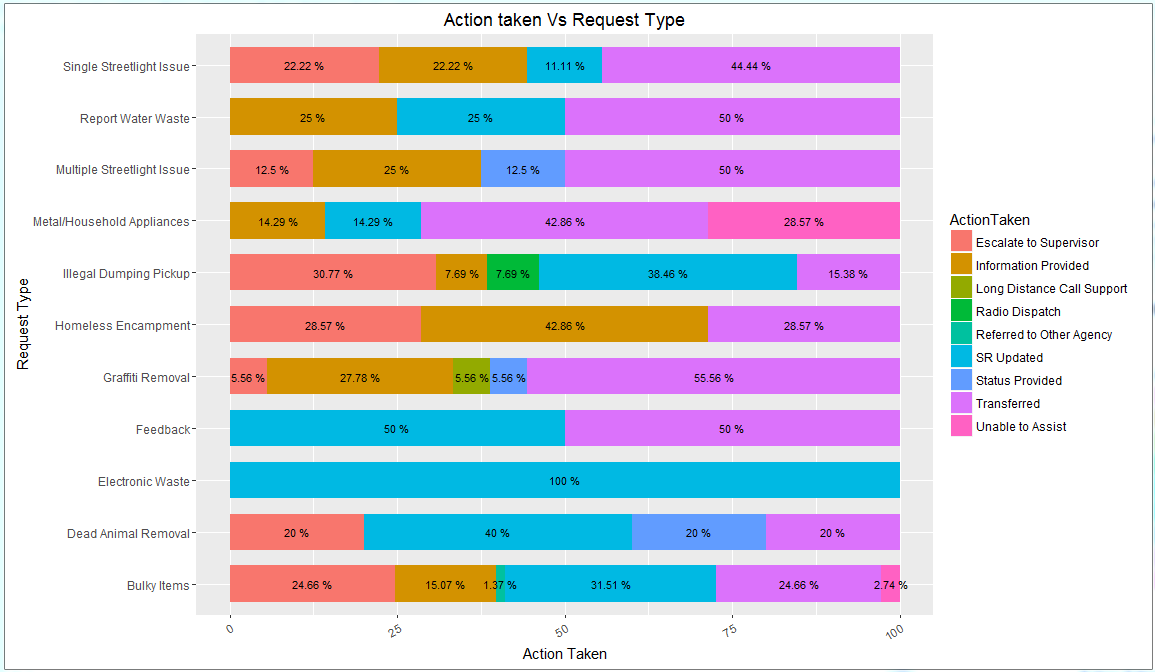 Action taken Vs Request Type
Single Streetlight Issue
22.22 %
22.22 %
11.11 %
44.44 %
Report Water Waste
25 %
25 %
50 %
Multiple Streetlight Issue
12.5 %
25 %
12.5 %
50 %
Metal/Household Appliances
14.29 %
14.29 %
42.86 %
28.57 %
Illegal Dumping Pickup
30.77 %
7.69 %
7.69 %
38.46 %
15.38 %
Homeless Encampment
28.57 %
42.86 %
28.57 %
Graffiti Removal
5.56 %
27.78 %
5.56 %
5.56 %
55.56 %
Feedback
50 %
50 %
Electronic Waste
100 %
Dead Animal Removal
20 %
40 %
20 %
20 %
Bulky Items
24.66 %
15.07 %
1.37 %
31.51 %
24.66 %
2.74 %
Request Type
0
25
50
75
100
Action Taken
ActionTaken
Escalate to Supervisor
Information Provided
Long Distance Call Support
Radio Dispatch
Referred to Other Agency
SR Updated
Status Provided
Transferred
Unable to Assist